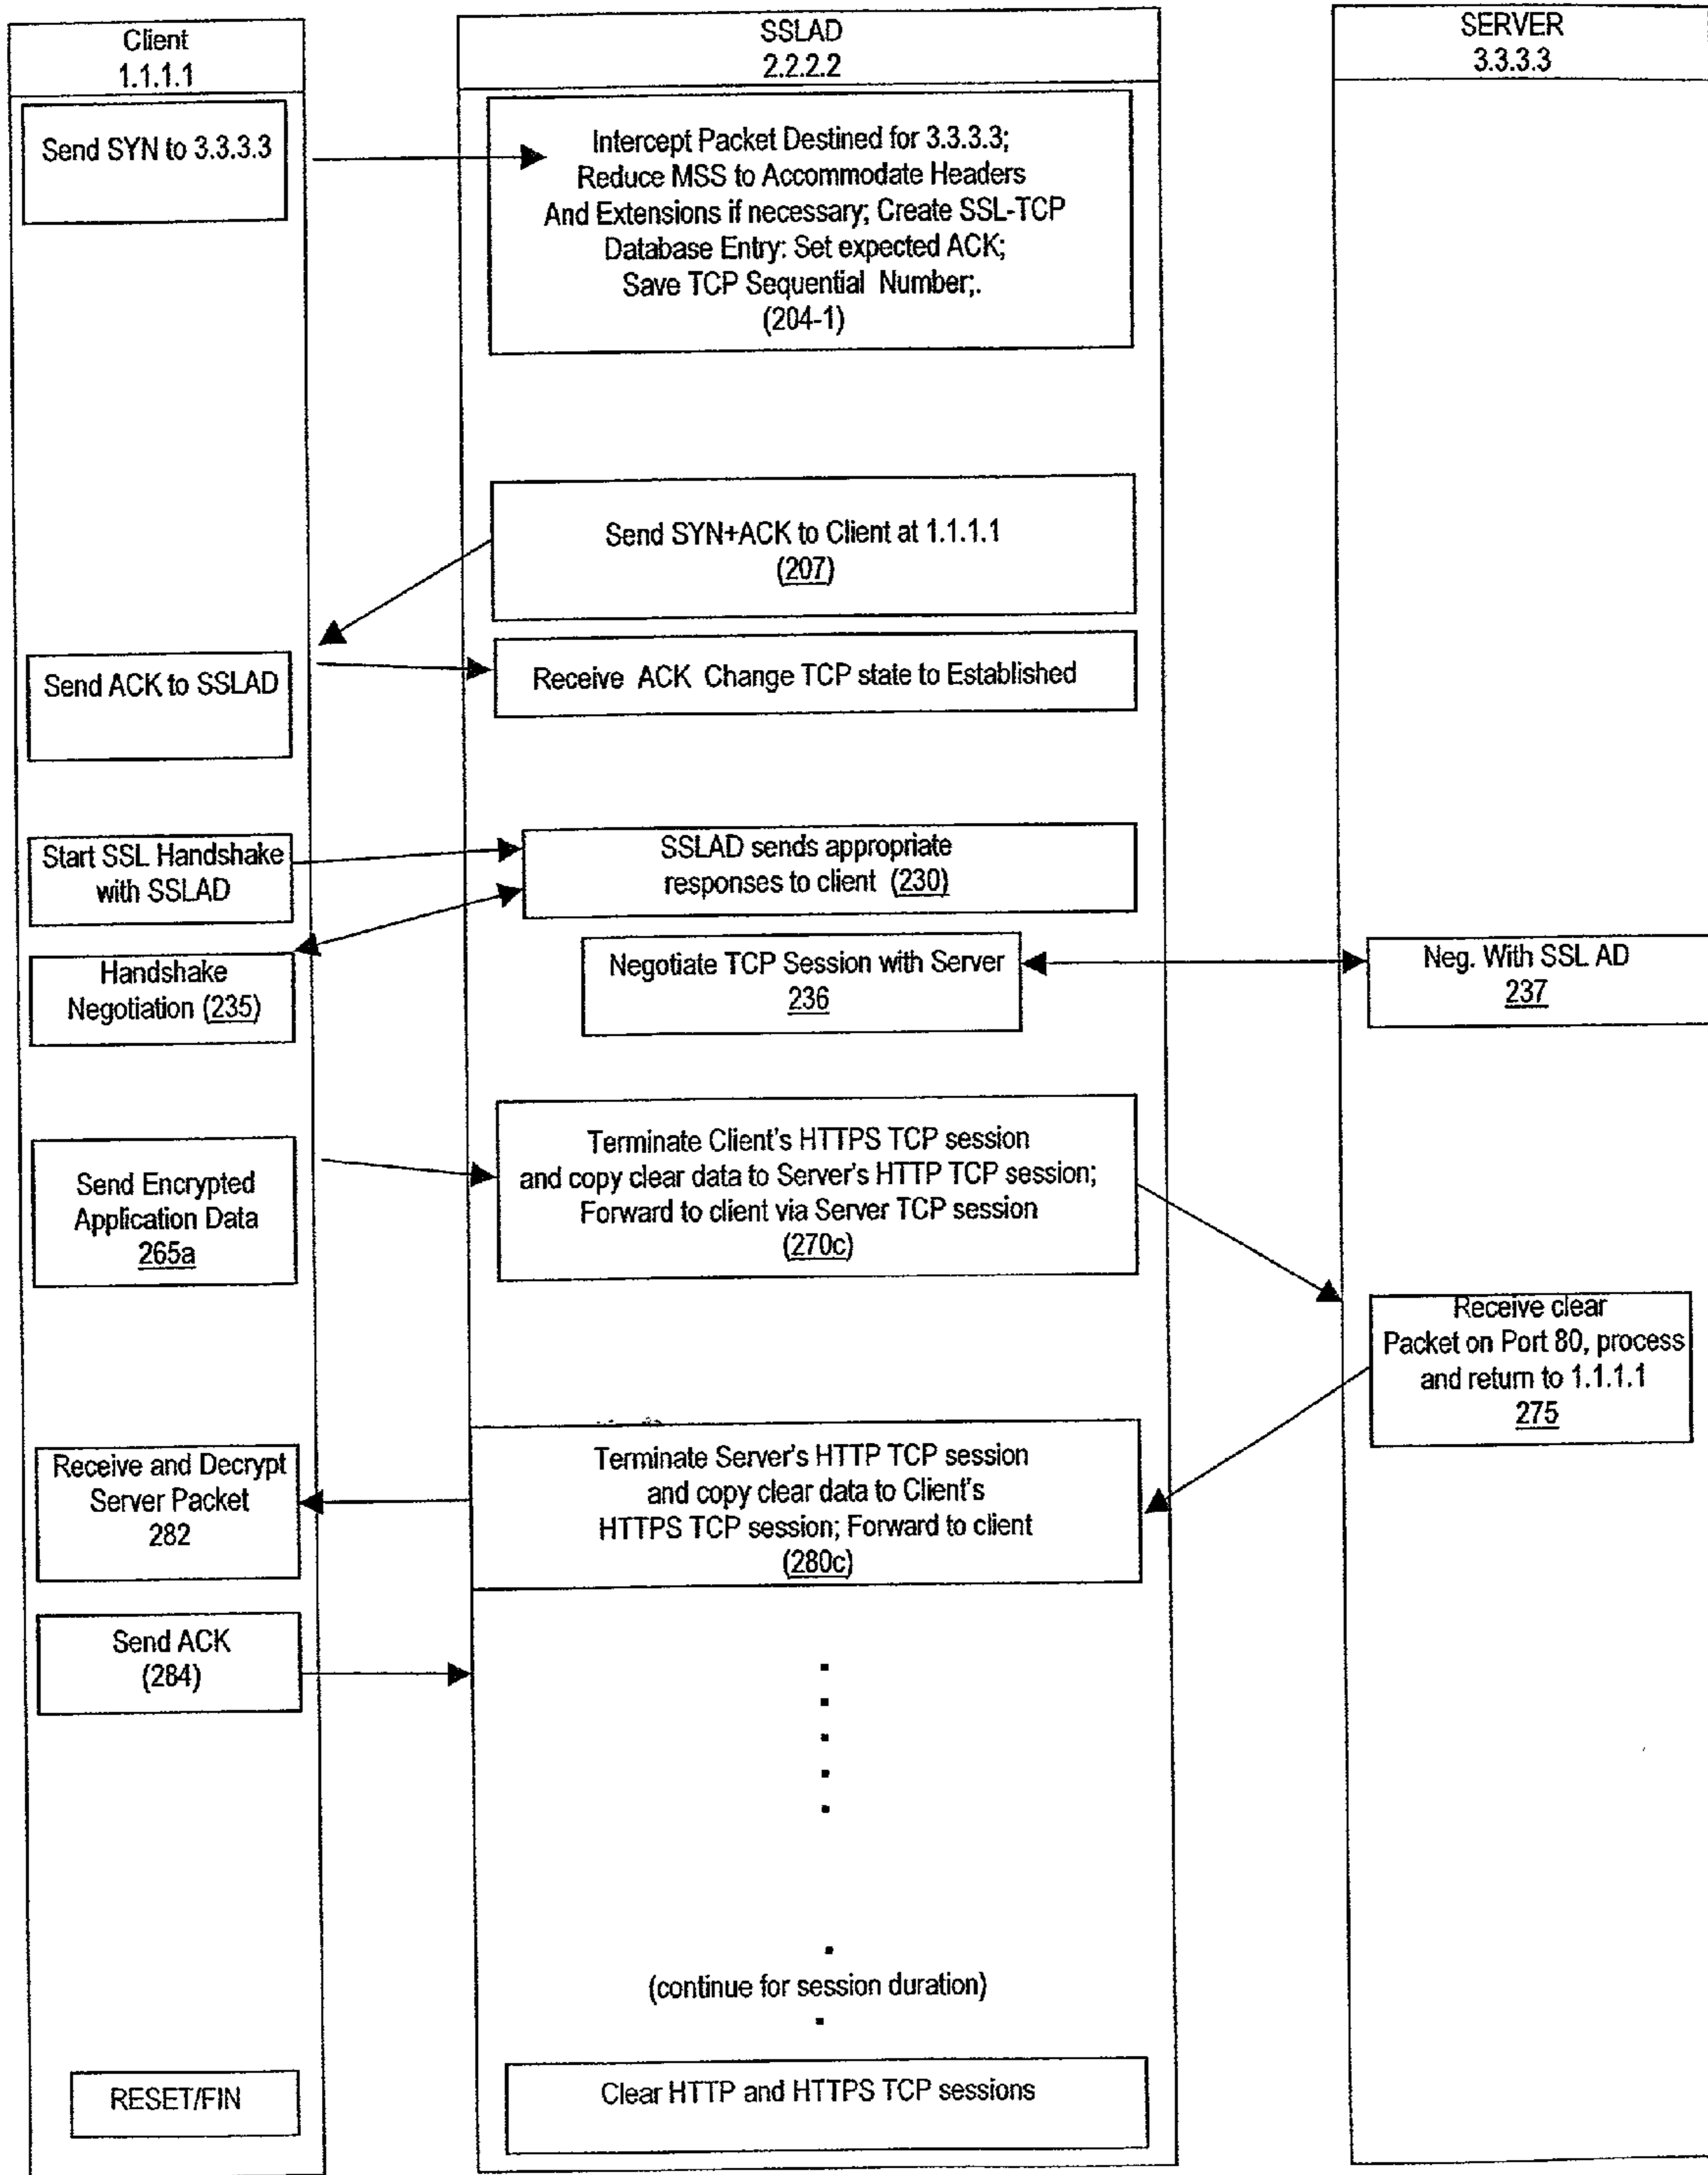 Client
1.1.1.1
SSLAD
2.2.2.2
SERVER
3.3.3.3
Send SYN to 3.3.3.3
Intercept Packet Destined for 3.3.3.3;
Reduce MSS to Accommodate Headers
And Extensions if necessary; Create SSL-TCP
Database Entry: Set expected ACK;
Save TCP Sequential Number;.
(204-1)
Send SYN+ACK to Client at 1.1.1.1
(207)
Send ACK to SSLAD
Receive ACK Change TCP state to Established
Start SSL Handshake
with SSLAD
SSLAD sends appropriate
responses to client (230)
Handshake
Negotiation (235)
Negotiate TCP Session with Server
236
Neg. With SSL AD
237
Send Encrypted
Application Data
265a
Terminate Client's HTTPS TCP session
and copy clear data to Server's HTTP TCP session;
Forward to client via Server TCP session
(270c)
Receive clear
Packet on Port 80, process
and return to 1.1.1.1
275
Receive and Decrypt
Server Packet
282
Terminate Server's HTTP TCP session
and copy clear data to Client's
HTTPS TCP session; Forward to client
(280c)
Send ACK
(284)
(continue for session duration)
RESET/FIN
Clear HTTP and HTTPS TCP sessions